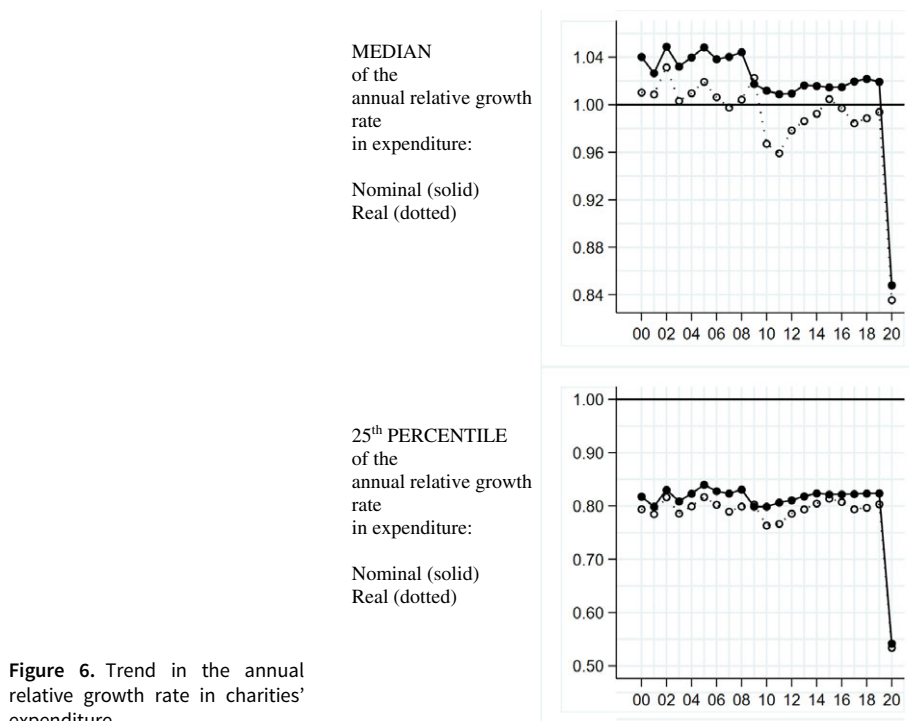 MEDIAN
of the
annual relative growth
rate
in expenditure:
Nominal (solid)
Real (dotted)
1.04
1.00
0.96
0.92
0.88
0.84
00 02 04 06 08 10 12 14 16 18 20
25th PERCENTILE
of the
annual relative growth
rate
in expenditure:
Nominal (solid)
Real (dotted)
1.00
0.90
0.80
0.70
0.60
0.50
00 02 04 06 08 10 12 14 16 18 20
Figure 6. Trend in the annual
relative growth rate in charities’
expenditure